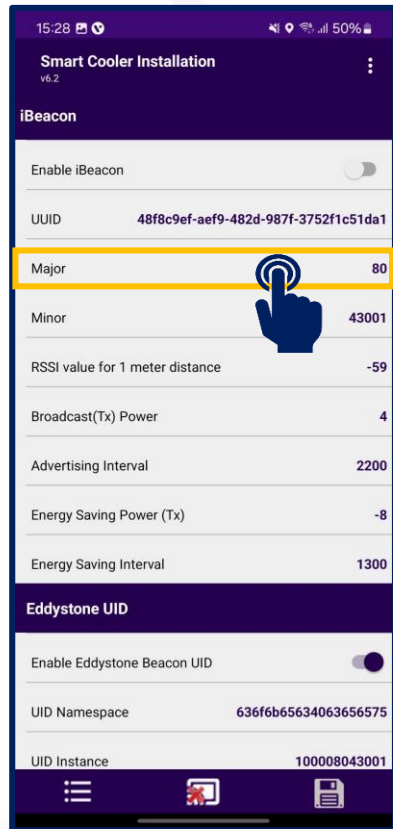 15:28 50%
Smart Cooler Installation
v6.2
iBeacon
Enable iBeacon
UUID 48f8c9ef-aef9-482d-987f-3752f1c51da1
Major 80
Minor 43001
RSSI value for 1 meter distance -59
Broadcast(Tx) Power 4
Advertising Interval 2200
Energy Saving Power (Tx) -8
Energy Saving Interval 1300
Eddystone UID
Enable Eddystone Beacon UID
UID Namespace 636f6b65634063656575
UID Instance 100008043001